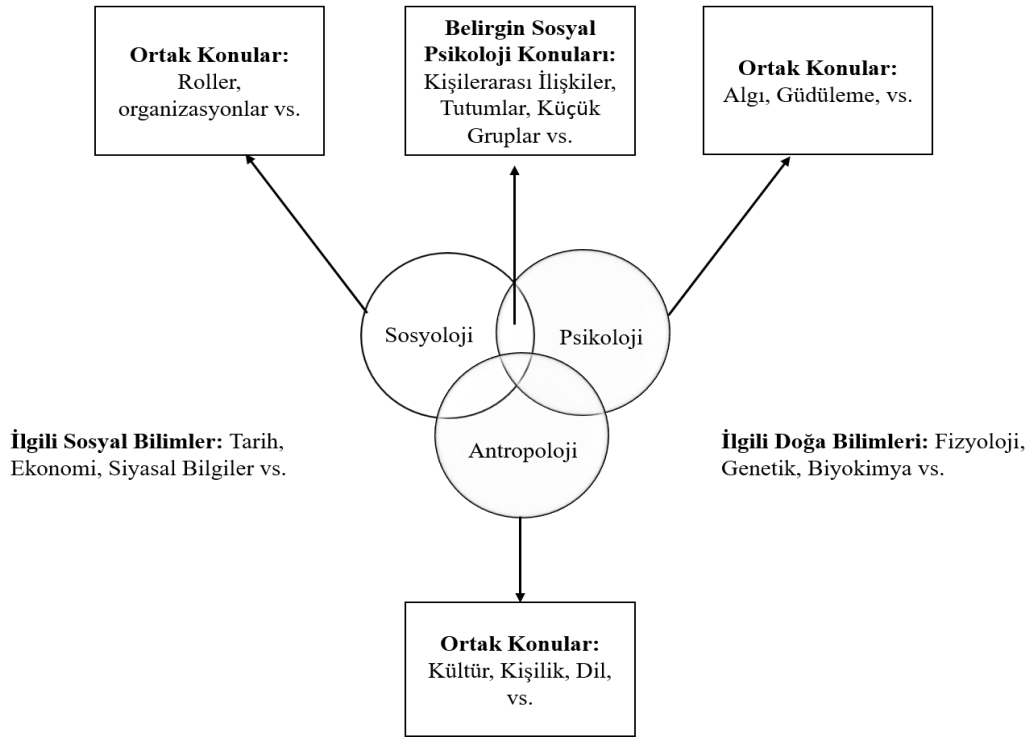 Ortak Konular:
Roller,
organizasyonlar vs.
Belirgin Sosyal
Psikoloji Konuları:
Kişilerarası İlişkiler,
Tutumlar, Küçük
Gruplar vs.
Ortak Konular:
Algı, Güdüleme, vs.
Sosyoloji
Psikoloji
Antropoloji
İlgili Sosyal Bilimler: Tarih,
Ekonomi, Siyasal Bilgiler vs.
İlgili Doğa Bilimleri: Fizyoloji,
Genetik, Biyokimya vs.
Ortak Konular:
Kültür, Kişilik, Dil,
vs.